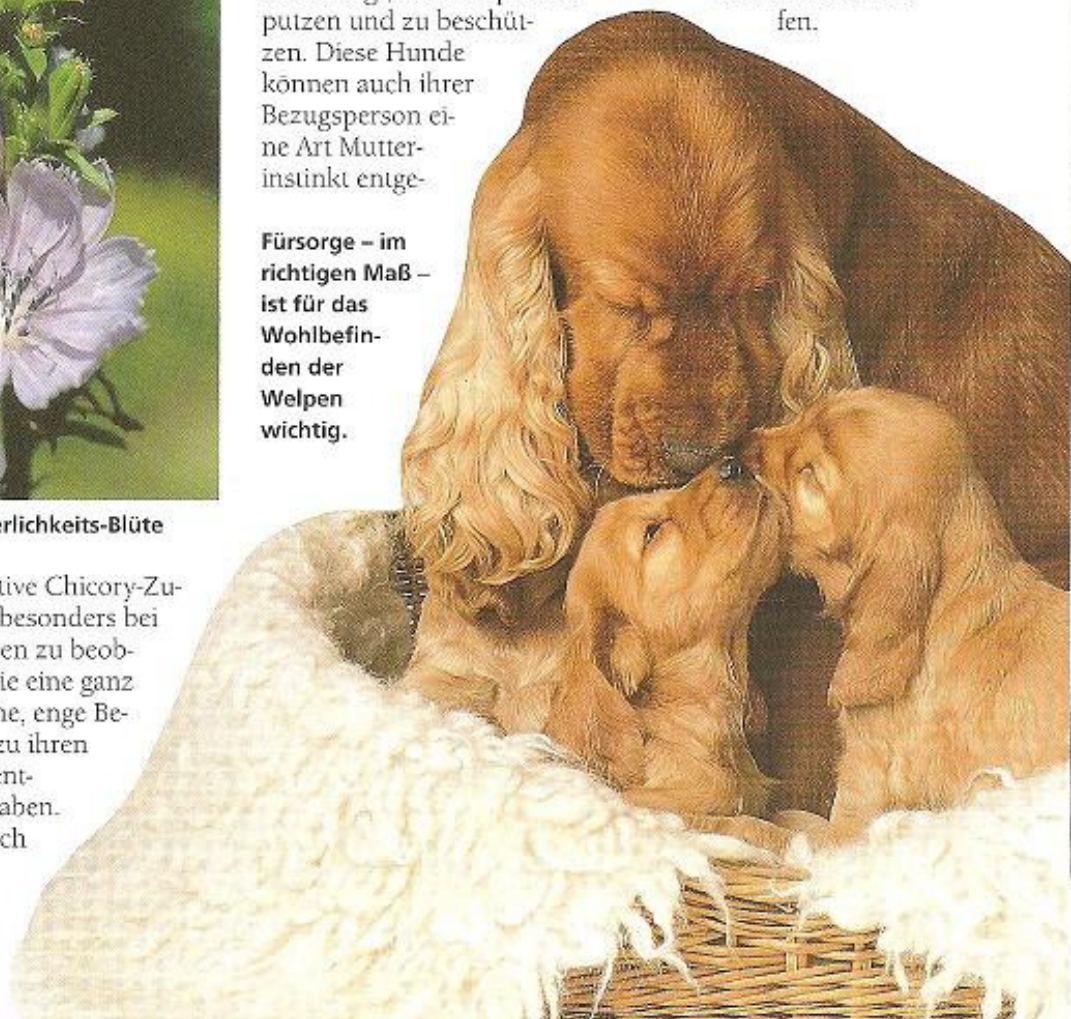 putzen und zu beschüt-
zen. Diese Hunde
können auch ihrer
Bezugsperson ei-
ne Art Mutter-
instinkt entge-
fen.
Fürsorge – im
richtigen Maß –
ist für das
Wohlbefin-
den der
Welpen
wichtig.
erlichkeits-Blüte
tive Chicory-Zu-
besonders bei
en zu beob-
ie eine ganz
ne, enge Be-
zu ihren
ent-
aben.
ch